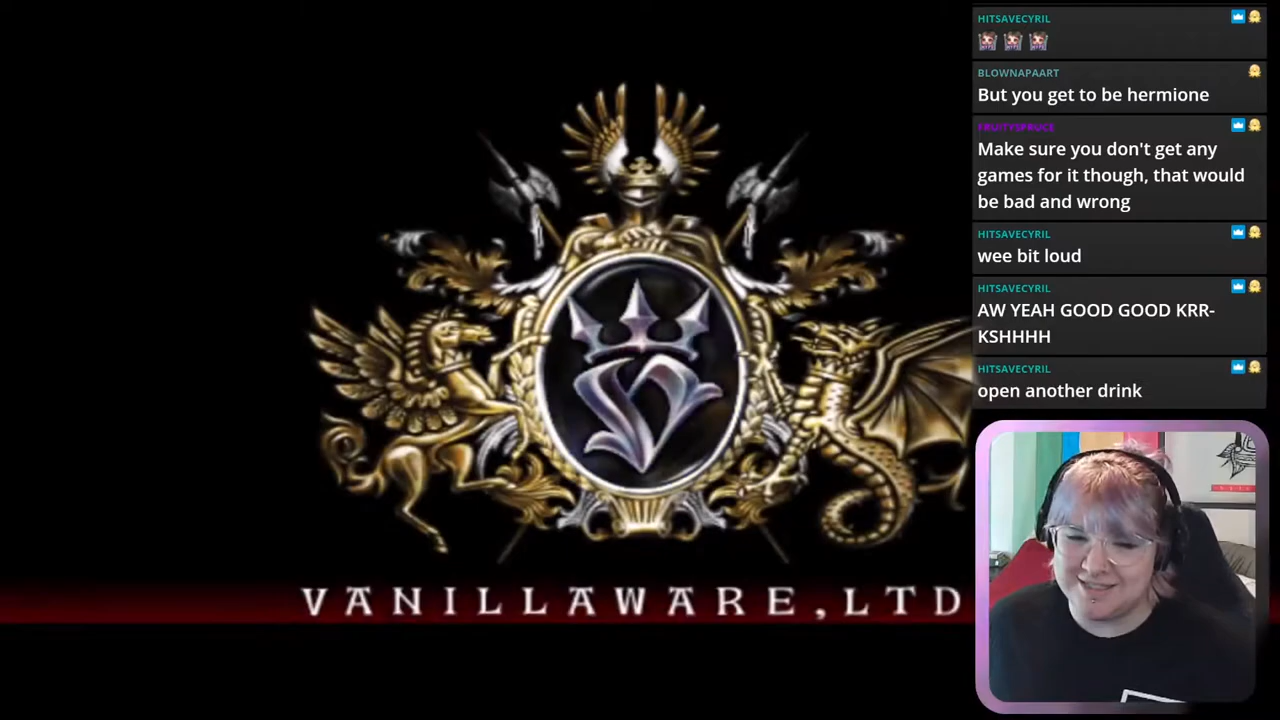 HITSAVECYRIL
BLOWNAPAART
But you get to be hermione
FRUITYSPRUCE
Make sure you don't get any
games for it though, that would
be bad and wrong
HITSAVECYRIL
wee bit loud
HITSAVECYRIL
AW YEAH GOOD GOOD KRR-
KSHHHH
HITSAVECYRIL
open another drink
VANILLAWARE,LTD